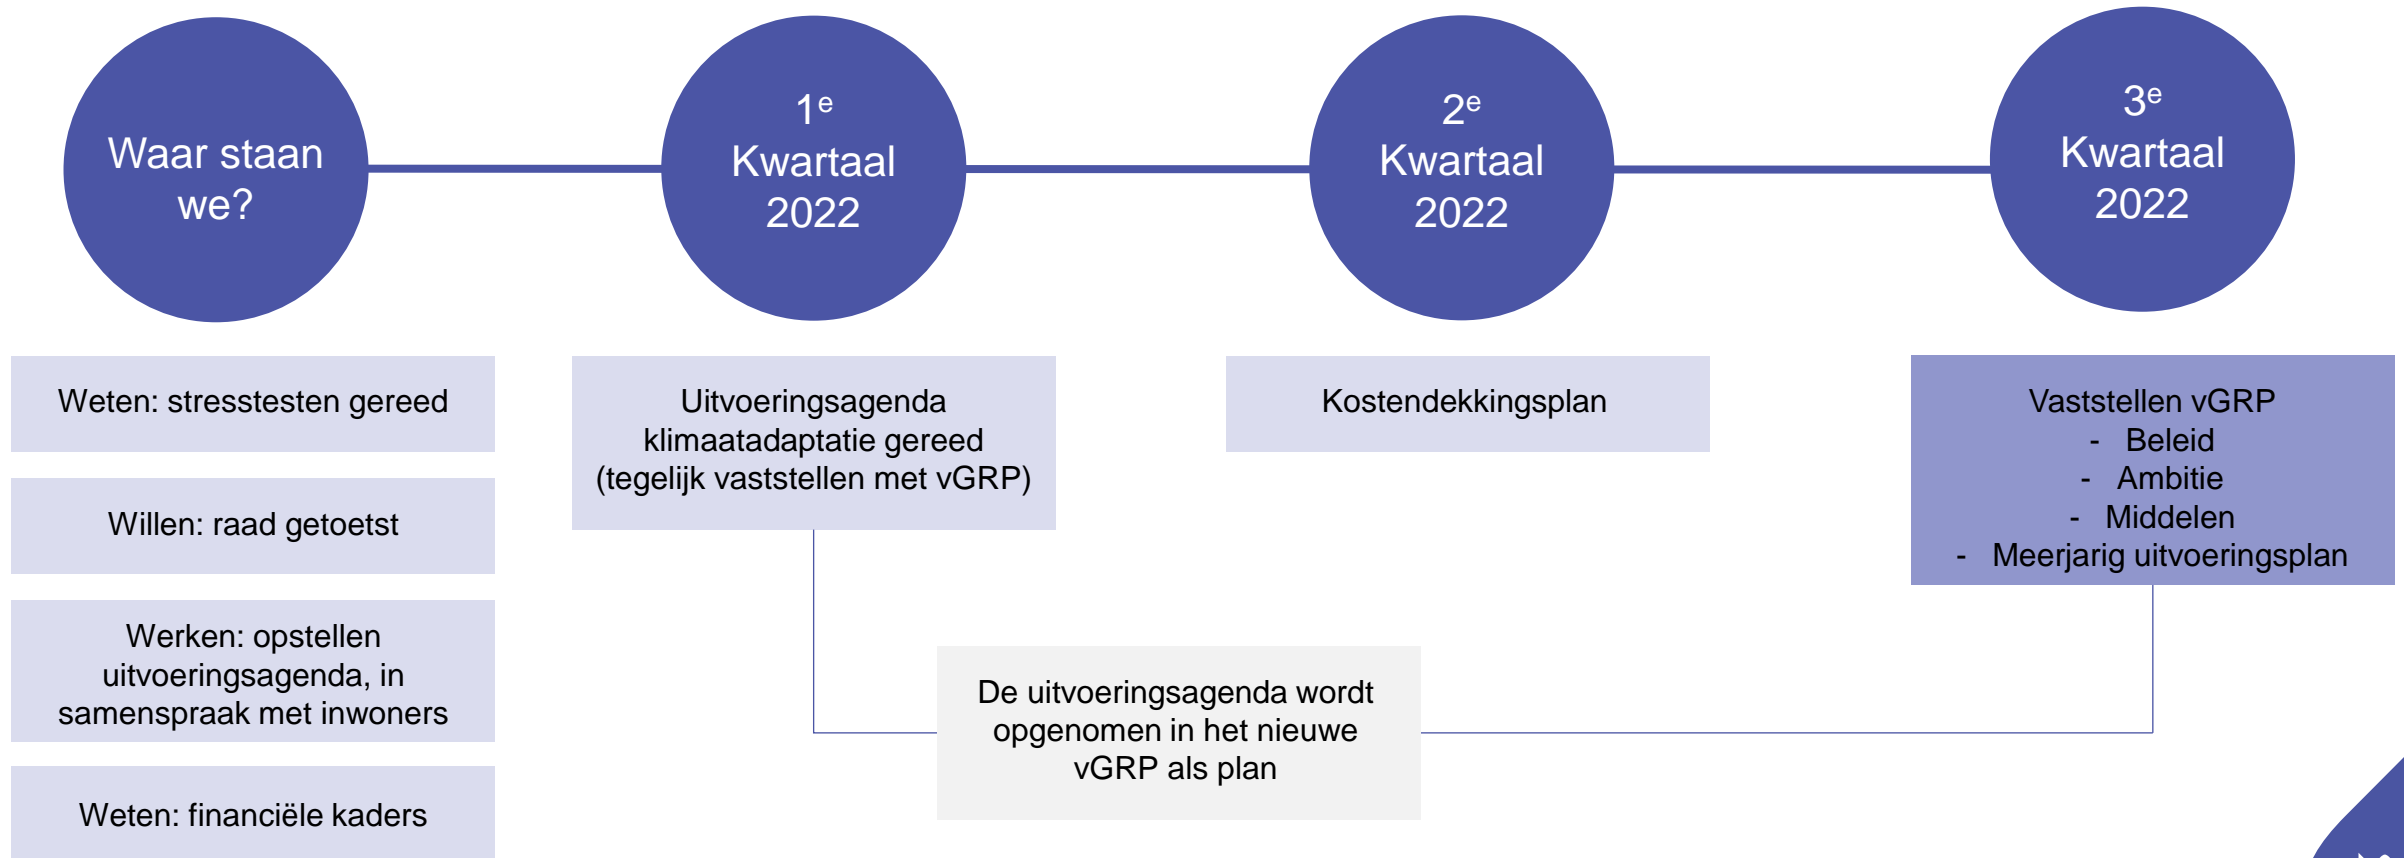 Waar staan
we?
1e
Kwartaal
2022
2e
Kwartaal
2022
3e
Kwartaal
2022
Weten: stresstesten gereed
Willen: raad getoetst
Werken: opstellen
uitvoeringsagenda, in
samenspraak met inwoners
Weten: financiële kaders
Uitvoeringsagenda
klimaatadaptatie gereed
(tegelijk vaststellen met vGRP)
Kostendekkingsplan
Vaststellen vGRP
- Beleid
- Ambitie
- Middelen
- Meerjarig uitvoeringsplan
De uitvoeringsagenda wordt
opgenomen in het nieuwe
vGRP als plan